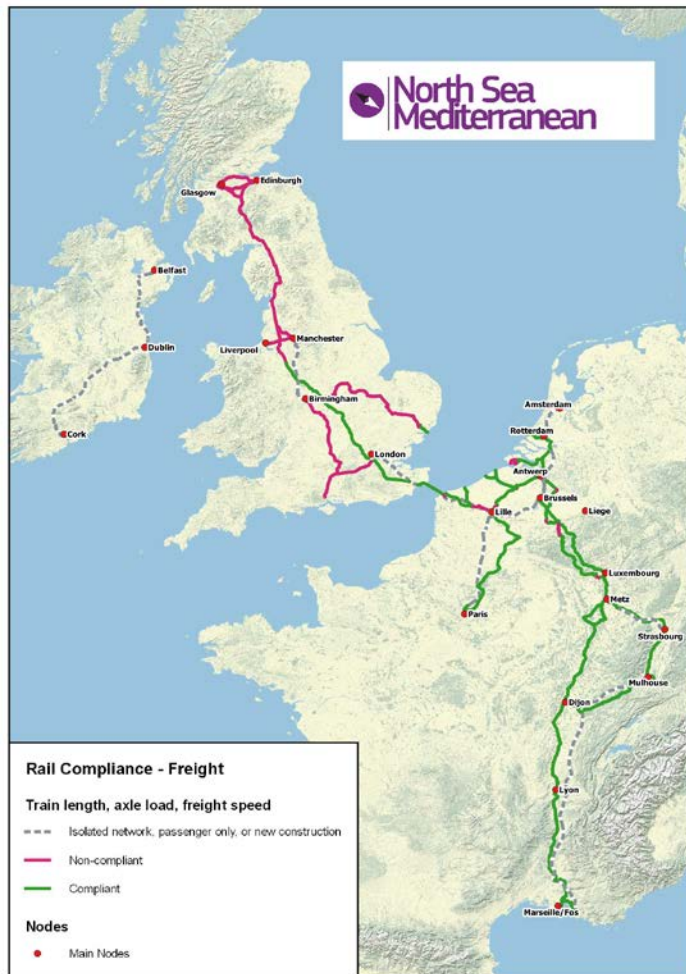 North Sea
Mediterranean
Edinburgh
Glasgow
Belfast
Dublin
Manchester
Liverpool
Birmingham
Cork
Amsterdam
Rotterdam
London
Antwerp
Brussels
Lille
Liege
Luxembourg
Metz
Paris
Strasbourg
Mulhouse
Dijon
Lyon
Marseille/Fos
Rail Compliance - Freight
Train length, axle load, freight speed
Isolated network, passenger only, or new construction
Non-compliant
Compliant
Nodes
Main Nodes